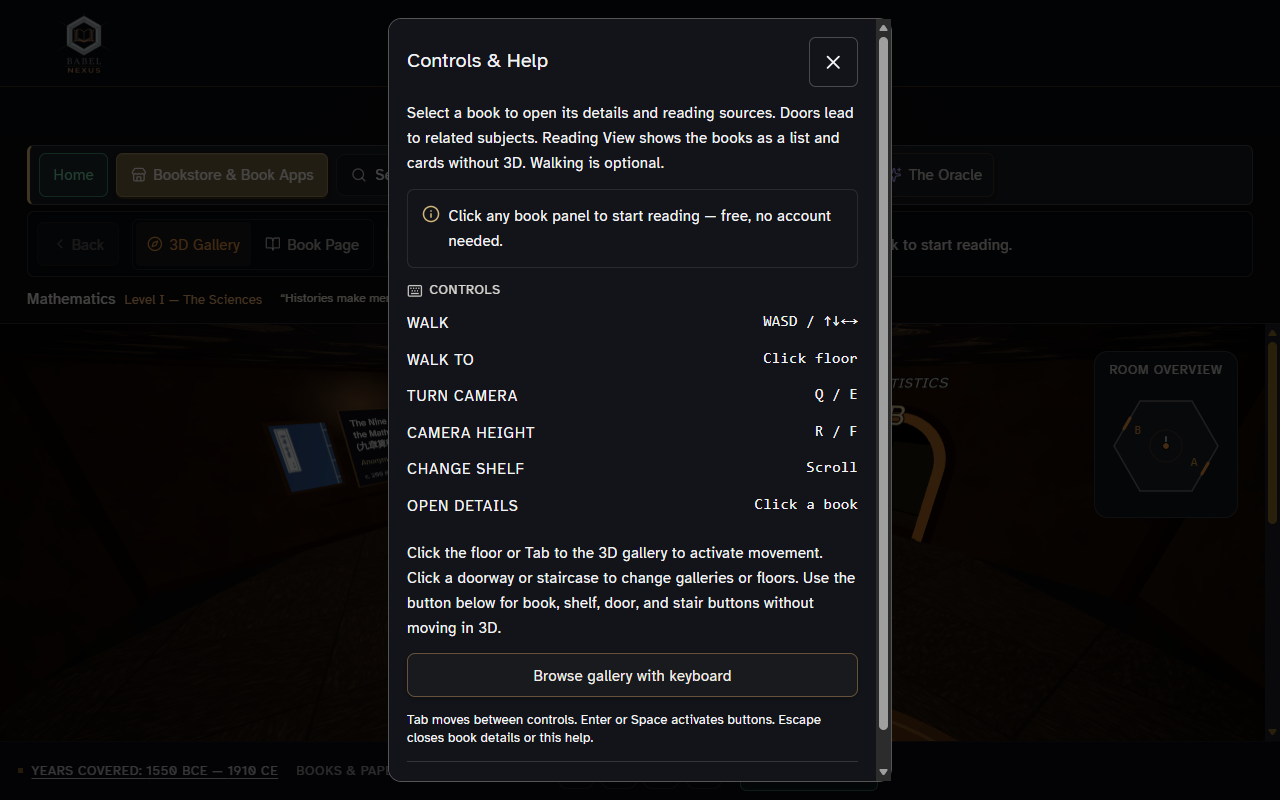 BABEL
NEXUS
Controls & Help
Select a book to open its details and reading sources. Doors lead
to related subjects. Reading View shows the books as a list and
cards without 3D. Walking is optional.
Home
Bookstore & Book Apps
Se
The Oracle
Click any book panel to start reading — free, no account
needed.
Back
3D Gallery
Book Page
k to start reading.
CONTROLS
Mathematics
Level I — The Sciences
“Histories make me
WALK
WASD / ↑↓←→
WALK TO
Click floor
TURN CAMERA
Q / E
CAMERA HEIGHT
R / F
CHANGE SHELF
Scroll
OPEN DETAILS
Click a book
The Nine
the Math
TISTICS
B
ROOM OVERVIEW
B
A
Click the floor or Tab to the 3D gallery to activate movement.
Click a doorway or staircase to change galleries or floors. Use the
button below for book, shelf, door, and stair buttons without
moving in 3D.
Browse gallery with keyboard
Tab moves between controls. Enter or Space activates buttons. Escape
closes book details or this help.
YEARS COVERED: 1550 BCE — 1910 CE
BOOKS & PAP